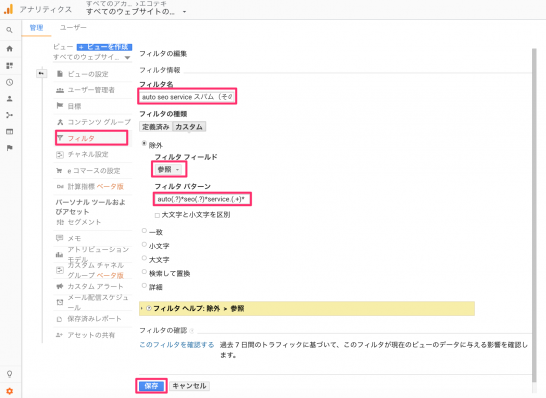 アナリティクス
すべてのアカ... >エコテキ
すべてのウェブサイトの...
管理
ユーザー
ビュー
+ ビューを作成
すべてのウェブサイ...
ビューの設定
ユーザー管理者
目標
コンテンツ グループ
フィルタ
チャネル設定
e コマースの設定
計算指標 ベータ版
パーソナル ツールおよ
びアセット
セグメント
メモ
アトリビューション
モデル
カスタム チャネル
グループ ベータ版
カスタム アラート
メール配信スケジュ
ール
保存済みレポート
アセットの共有
フィルタの編集
フィルタ情報
フィルタ名
auto seo service スパム（その
フィルタの種類
定義済み カスタム
除外
フィルタ フィールド
参照
フィルタ パターン
auto(.?)*seo(.?)*service.(.+)*
大文字と小文字を区別
一致
小文字
大文字
検索して置換
詳細
フィルタ ヘルプ: 除外 > 参照
フィルタの確認
このフィルタを確認する 過去 7 日間のトラフィックに基づいて、このフィルタが現在のビューのデータに与える影響を確認し
ます。
保存 キャンセル